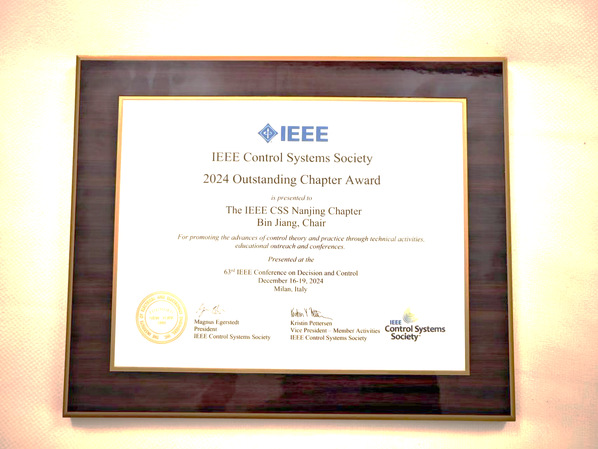 IEEE
IEEE Control Systems Society
2024 Outstanding Chapter Award
is presented to
The IEEE CSS Nanjing Chapter
Bin Jiang, Chair
For promoting the advances of control theory and practice through technical activities,
educational outreach and conferences.
Presented at the
63rd IEEE Conference on Decision and Control
December 16-19, 2024
Milan, Italy
Magnus Egerstedt
President
IEEE Control Systems Society
Kristin Pettersen
Vice President – Member Activities
IEEE Control Systems Society
IEEE
Control Systems
Society